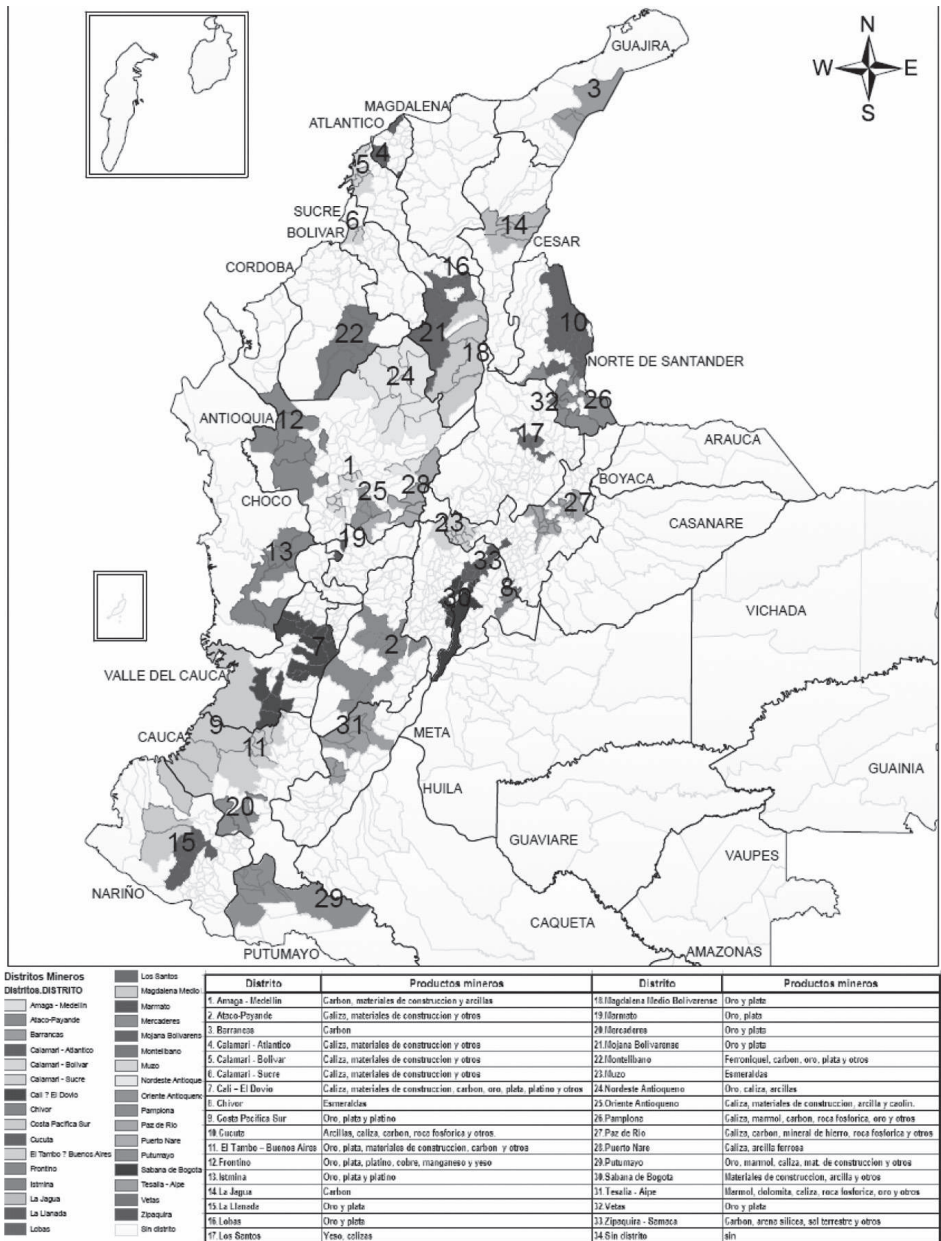 N
W E
S
GUAJIRA
3
MAGDALENA
ATLANTICO
4
5
SUCRE
6
BOLIVAR
14
CESAR
CORDOBA
16
10
22
21
18
NORTE DE SANTANDER
24
32
26
12
ANTIOQUIA
17
ARAUCA
1
BOYACA
28
25
27
CHOCO
CASANARE
23
19
13
33
8
30
VICHADA
7
2
VALLE DEL CAUCA
9
31
CAUCA
11
META
GUAINIA
HUILA
20
GUAVIARE
15
VAUPES
NARIÑO
29
CAQUETA
PUTUMAYO
AMAZONAS
Distritos Mineros
Distritos.DISTRITO
Amaga - Medellin
Ataco-Payande
Barrancas
Calamari - Atlantico
Calamari - Bolivar
Calamari - Sucre
Cali ? El Dovio
Chivor
Costa Pacifica Sur
Cucuta
El Tambo ? Buenos Aires
Frontino
Istmina
La Jagua
La Llanada
Lobas
Los Santos
Magdalena Medio
Marmato
Mercaderes
Mojana Bolivarens
Montelibano
Muzo
Nordeste Antioque
Oriente Antioqueno
Pamplona
Paz de Rio
Puerto Nare
Putumayo
Sabana de Bogota
Tesalia - Aipe
Vetas
Zipaquira
Sin distrito
Distrito Productos mineros Distrito Productos mineros
1. Amaga - Medellin Carbon, materiales de construccion y arcillas 18.Magdalena Medio Bolivarense Oro y plata
2. Ataco-Payande Caliza, materiales de construccion y otros 19.Marmato Oro, plata
3. Barrancas Carbon 20.Mercaderes Oro y plata
4. Calamari - Atlantico Caliza, materiales de construccion y otros 21.Mojana Bolivarense Oro y plata
5. Calamari - Bolivar Caliza, materiales de construccion y otros 22.Montelibano Ferroniquel, carbon, oro, plata y otros
6. Calamari - Sucre Caliza, materiales de construccion y otros 23.Muzo Esmeraldas
7. Cali - El Dovio Caliza, materiales de construccion, carbon, oro, plata, platino y otros 24.Nordeste Antioqueno Oro, caliza, arcillas
8. Chivor Esmeraldas 25.Oriente Antioqueno Caliza, materiales de construccion, arcilla y caolin.
9. Costa Pacifica Sur Oro, plata y platino 26.Pamplona Caliza, marmol, carbon, roca fosforica, oro y otros
10.Cucuta Arcillas, caliza, carbon, roca fosforica y otros. 27.Paz de Rio Caliza, carbon, mineral de hierro, roca fosforica y otros
11. El Tambo – Buenos Aires Oro, plata, materiales de construccion, carbon y otros 28.Puerto Nare Caliza, arcilla ferrosa
12.Frontino Oro, plata, platino, cobre, manganeso y yeso 29.Putumayo Oro, marmol, caliza, mat. de construccion y otros
13.Istmina Oro, plata y platino 30.Sabana de Bogota Materiales de construccion, arcilla y otros
14.La Jagua Carbon 31.Tesalia - Aipe Marmol, dolomita, caliza, roca fosforica, oro y otros
15.La Llanada Oro y plata 32.Vetas Oro y plata
16.Lobas Oro y plata 33.Zipaquira - Samaca Carbon, arena silicea, sal terrestre y otros
17.Los Santos Yeso, calizas 34.Sin distrito sin